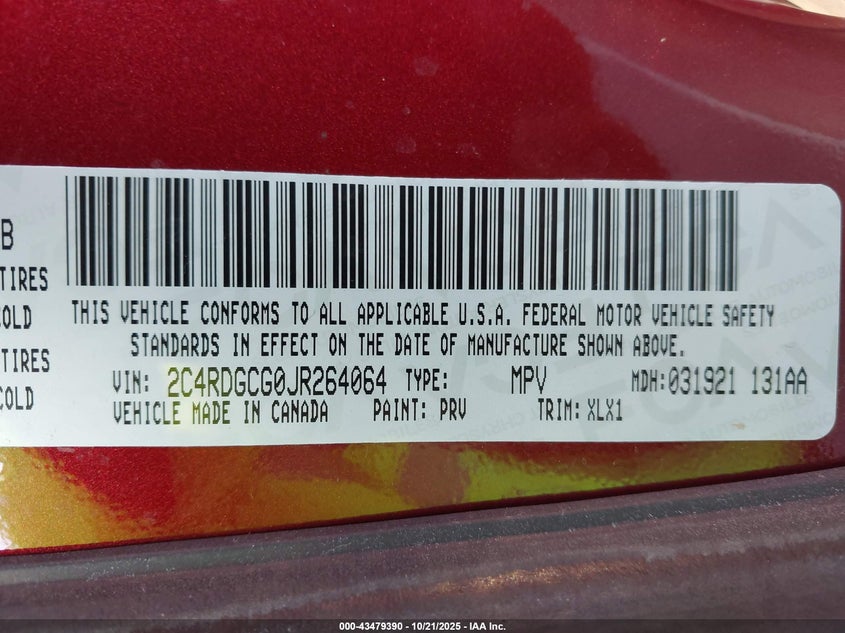 B
TIRES
COLD
TIRES
COLD
THIS VEHICLE CONFORMS TO ALL APPLICABLE U.S.A. FEDERAL MOTOR VEHICLE SAFETY
STANDARDS IN EFFECT ON THE DATE OF MANUFACTURE SHOWN ABOVE.
VIN: 2C4RDGCG0JR264064 TYPE: MPV MDH:031921 131AA
VEHICLE MADE IN CANADA PAINT: PRV TRIM: XLX1
000-43479390 - 10/21/2025 - IAA Inc.